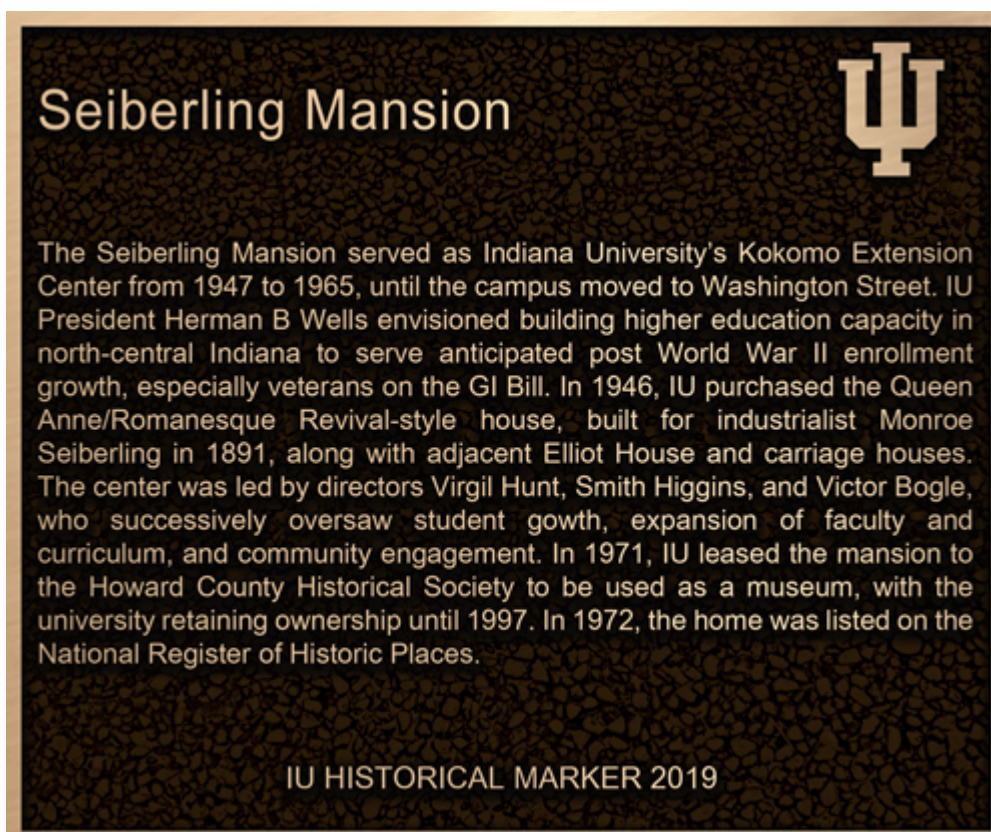 Seiberling Mansion
The Seiberling Mansion served as Indiana University’s Kokomo Extension
Center from 1947 to 1965, until the campus moved to Washington Street. IU
President Herman B Wells envisioned building higher education capacity in
north-central Indiana to serve anticipated post World War II enrollment
growth, especially veterans on the GI Bill. In 1946, IU purchased the Queen
Anne/Romanesque Revival-style house, built for industrialist Monroe
Seiberling in 1891, along with adjacent Elliot House and carriage houses.
The center was led by directors Virgil Hunt, Smith Higgins, and Victor Bogle,
who successively oversaw student gowth, expansion of faculty and
curriculum, and community engagement. In 1971, IU leased the mansion to
the Howard County Historical Society to be used as a museum, with the
university retaining ownership until 1997. In 1972, the home was listed on the
National Register of Historic Places.
IU HISTORICAL MARKER 2019